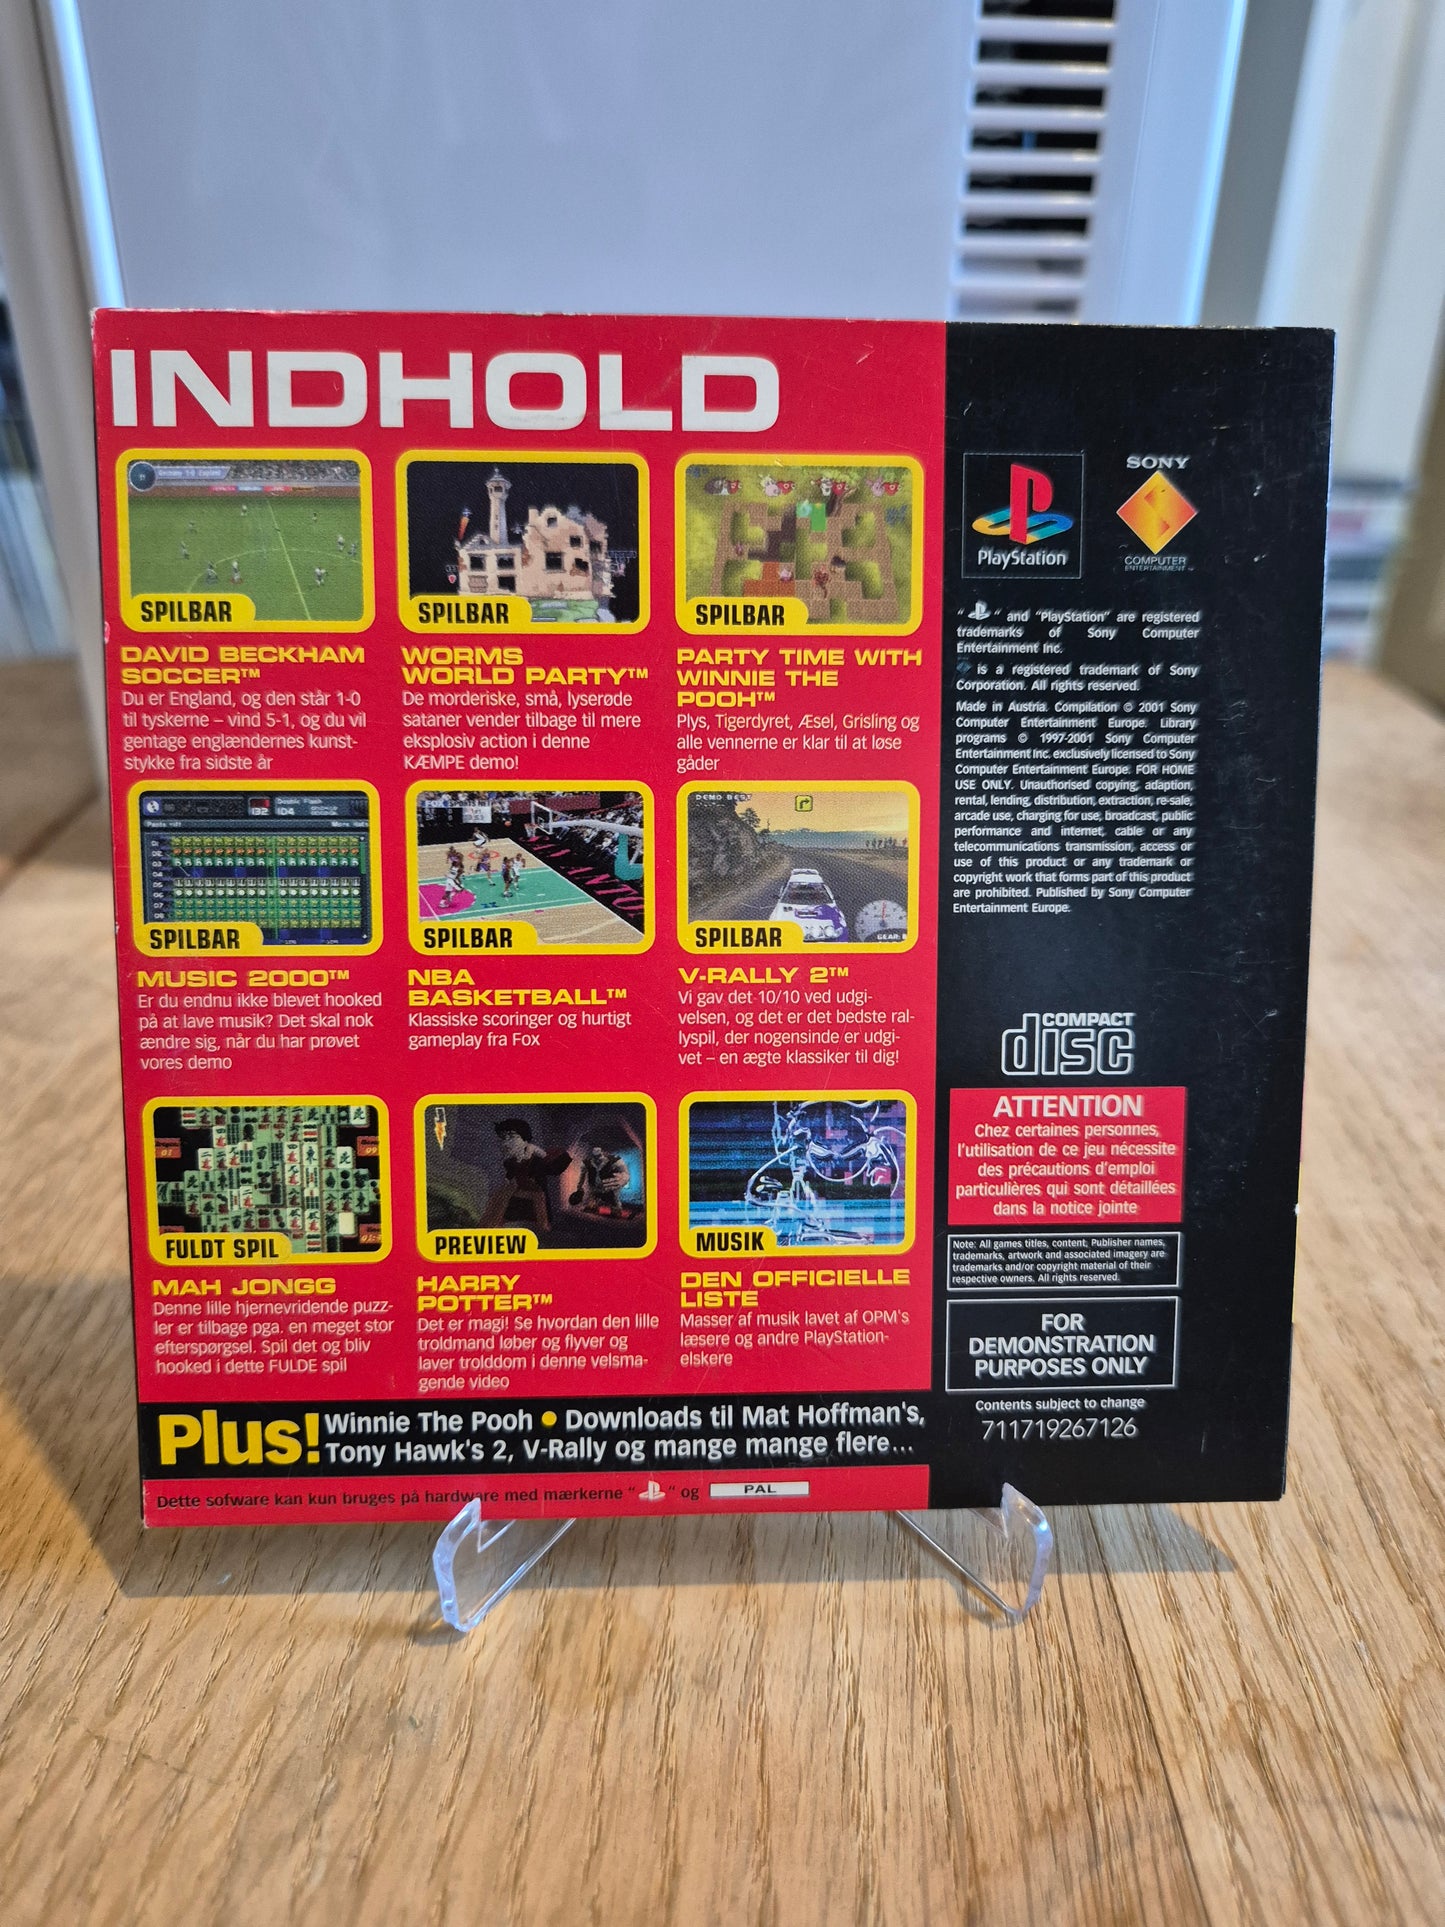 INDHOLD
SPILBAR
DAVID BECKHAM
SOCCER™
Du er England, og den står 1-0
til tyskerne – vind 5-1, og du vil
gentage englændernes kunst-
stykke fra sidste år
SPILBAR
WORMS
WORLD PARTY™
De morderiske, små, lyserøde
sataner vender tilbage til mere
eksplosiv action i denne
KÆMPE demo!
SPILBAR
PARTY TIME WITH
WINNIE THE
POOH™
Plys, Tigerdyret, Æsel, Grisling og
alle vennerne er klar til at løse
gåder
SPILBAR
MUSIC 2000™
Er du endnu ikke blevet hooked
på at lave musik? Det skal nok
ændre sig, når du har prøvet
vores demo
SPILBAR
NBA
BASKETBALL™
Klassiske scoringer og hurtigt
gameplay fra Fox
DEMO BEST
SPILBAR
V-RALLY 2™
Vi gav det 10/10 ved udgi-
velsen, og det er det bedste ral-
lyspil, der nogensinde er udgi-
vet – en ægte klassiker til dig!
FULDT SPIL
MAH JONGG
Denne lille hjernevridende puzz-
ler er tilbage pga. en meget stor
efterspørgsel. Spil det og bliv
hooked i dette FULDE spil
PREVIEW
HARRY
POTTER™
Det er magi! Se hvordan den lille
troldmand løber og flyver og
laver trolddom i denne velsma-
gende video
MUSIK
DEN OFFICIELLE
LISTE
Masser af musik lavet af OPM's
læsere og andre PlayStation-
elskere
Plus! Winnie The Pooh • Downloads til Mat Hoffman's,
Tony Hawk's 2, V-Rally og mange mange flere...
Dette sofware kan kun bruges på hardware med mærkerne “ ” og PAL
PlayStation
SONY
COMPUTER
ENTERTAINMENT
“ ” and “PlayStation” are registered
trademarks of Sony Computer
Entertainment Inc.
is a registered trademark of Sony
Corporation. All rights reserved.
Made in Austria. Compilation © 2001 Sony
Computer Entertainment Europe. Library
programs © 1997-2001 Sony Computer
Entertainment Inc. exclusively licensed to Sony
Computer Entertainment Europe. FOR HOME
USE ONLY. Unauthorised copying, adaption,
rental, lending, distribution, extraction, re-sale,
arcade use, charging for use, broadcast, public
performance and internet, cable or any
telecommunications transmission, access or
use of this product or any trademark or
copyright work that forms part of this product
are prohibited. Published by Sony Computer
Entertainment Europe.
COMPACT
disc
ATTENTION
Chez certaines personnes,
l'utilisation de ce jeu nécessite
des précautions d'emploi
particulières qui sont détaillées
dans la notice jointe
Note: All games titles, content, Publisher names,
trademarks, artwork and associated imagery are
trademarks and/or copyright material of their
respective owners. All rights reserved.
FOR
DEMONSTRATION
PURPOSES ONLY
Contents subject to change
711719267126